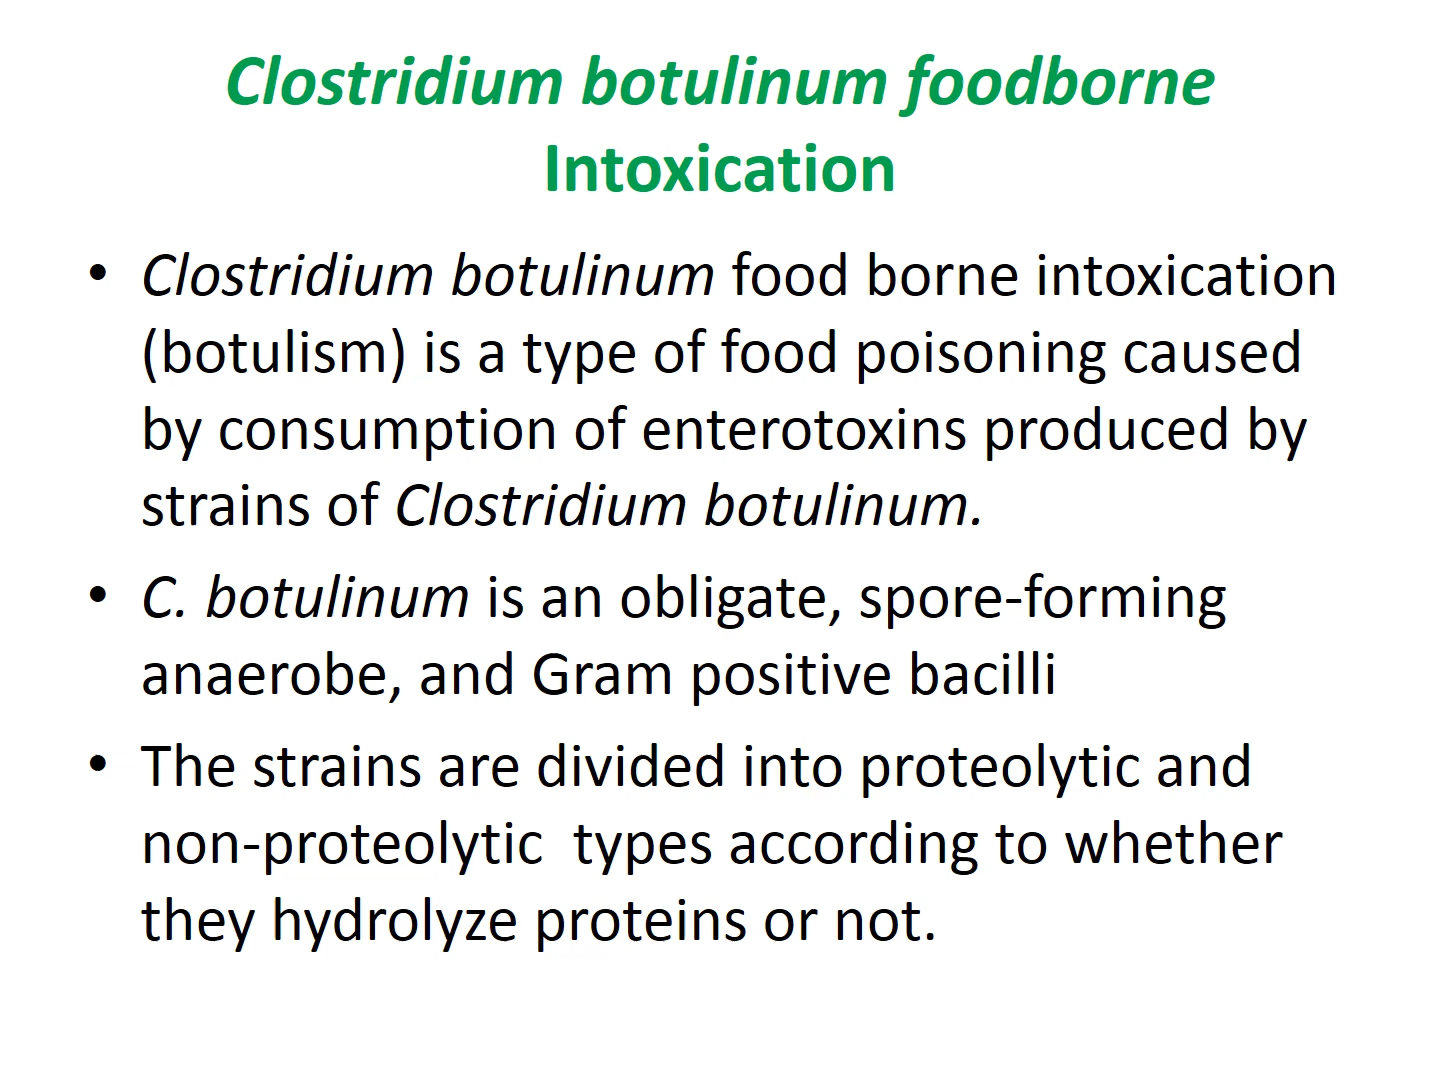 Clostridium botulinum foodborne
Intoxication
• Clostridium botulinum food borne intoxication
(botulism) is a type of food poisoning caused
by consumption of enterotoxins produced by
strains of Clostridium botulinum.
• C. botulinum is an obligate, spore-forming
anaerobe, and Gram positive bacilli
• The strains are divided into proteolytic and
non-proteolytic  types according to whether
they hydrolyze proteins or not.